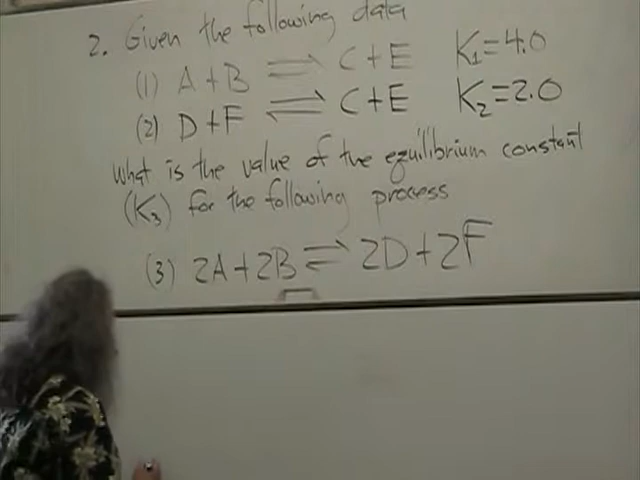 2. Given the following data
(1) A+B ⇌ C+E K₁=4.0
(2) D+F ⇌ C+E K₂=2.0
What is the value of the equilibrium constant
(K₃) for the following process
(3) 2A+2B ⇌ 2D+2F